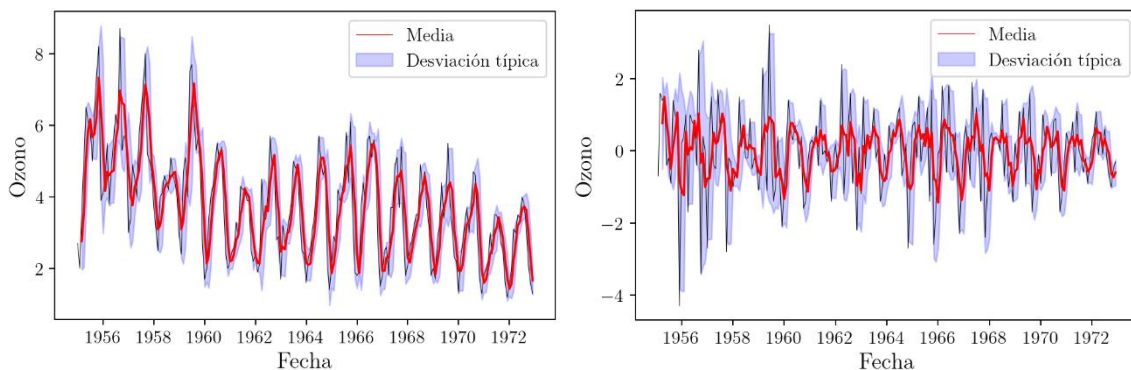 8
6
4
2
Ozono
Media
Desviación típica
1956 1958 1960 1962 1964 1966 1968 1970 1972
Fecha
2
0
−2
−4
Ozono
Media
Desviación típica
1956 1958 1960 1962 1964 1966 1968 1970 1972
Fecha